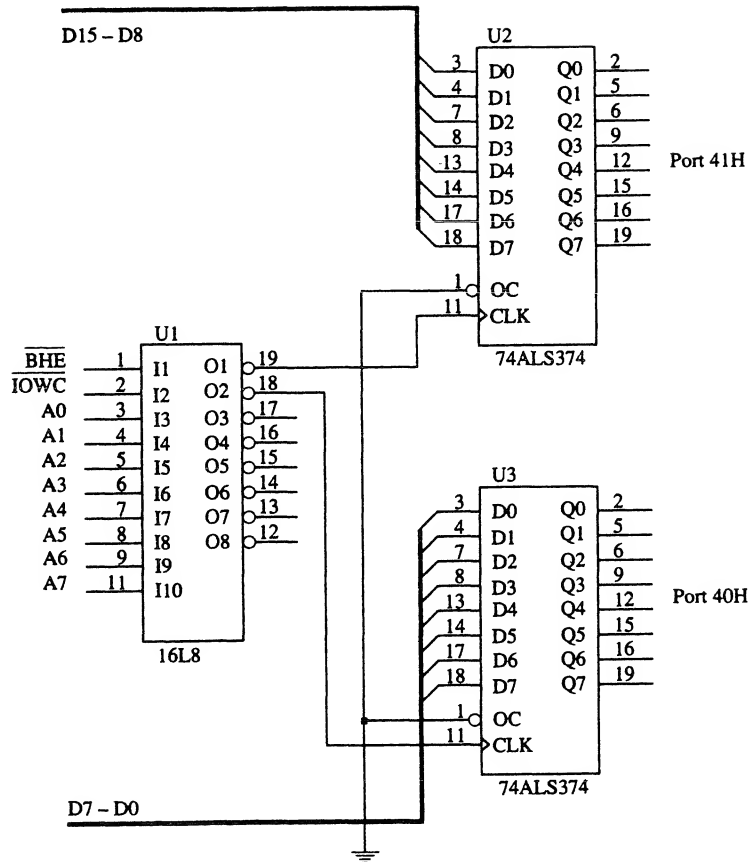 D15 – D8
U2
3 D0 Q0 2
4 D1 Q1 5
7 D2 Q2 6
8 D3 Q3 9
13 D4 Q4 12
14 D5 Q5 15
17 D6 Q6 16
18 D7 Q7 19
Port 41H
1 OC
11 CLK
74ALS374
U1
BHE 1 I1 O1 19
IOWC 2 I2 O2 18
A0 3 I3 O3 17
A1 4 I4 O4 16
A2 5 I5 O5 15
A3 6 I6 O6 14
A4 7 I7 O7 13
A5 8 I8 O8 12
A6 9 I9
A7 11 I10
16L8
U3
3 D0 Q0 2
4 D1 Q1 5
7 D2 Q2 6
8 D3 Q3 9
13 D4 Q4 12
14 D5 Q5 15
17 D6 Q6 16
18 D7 Q7 19
Port 40H
1 OC
11 CLK
74ALS374
D7 – D0